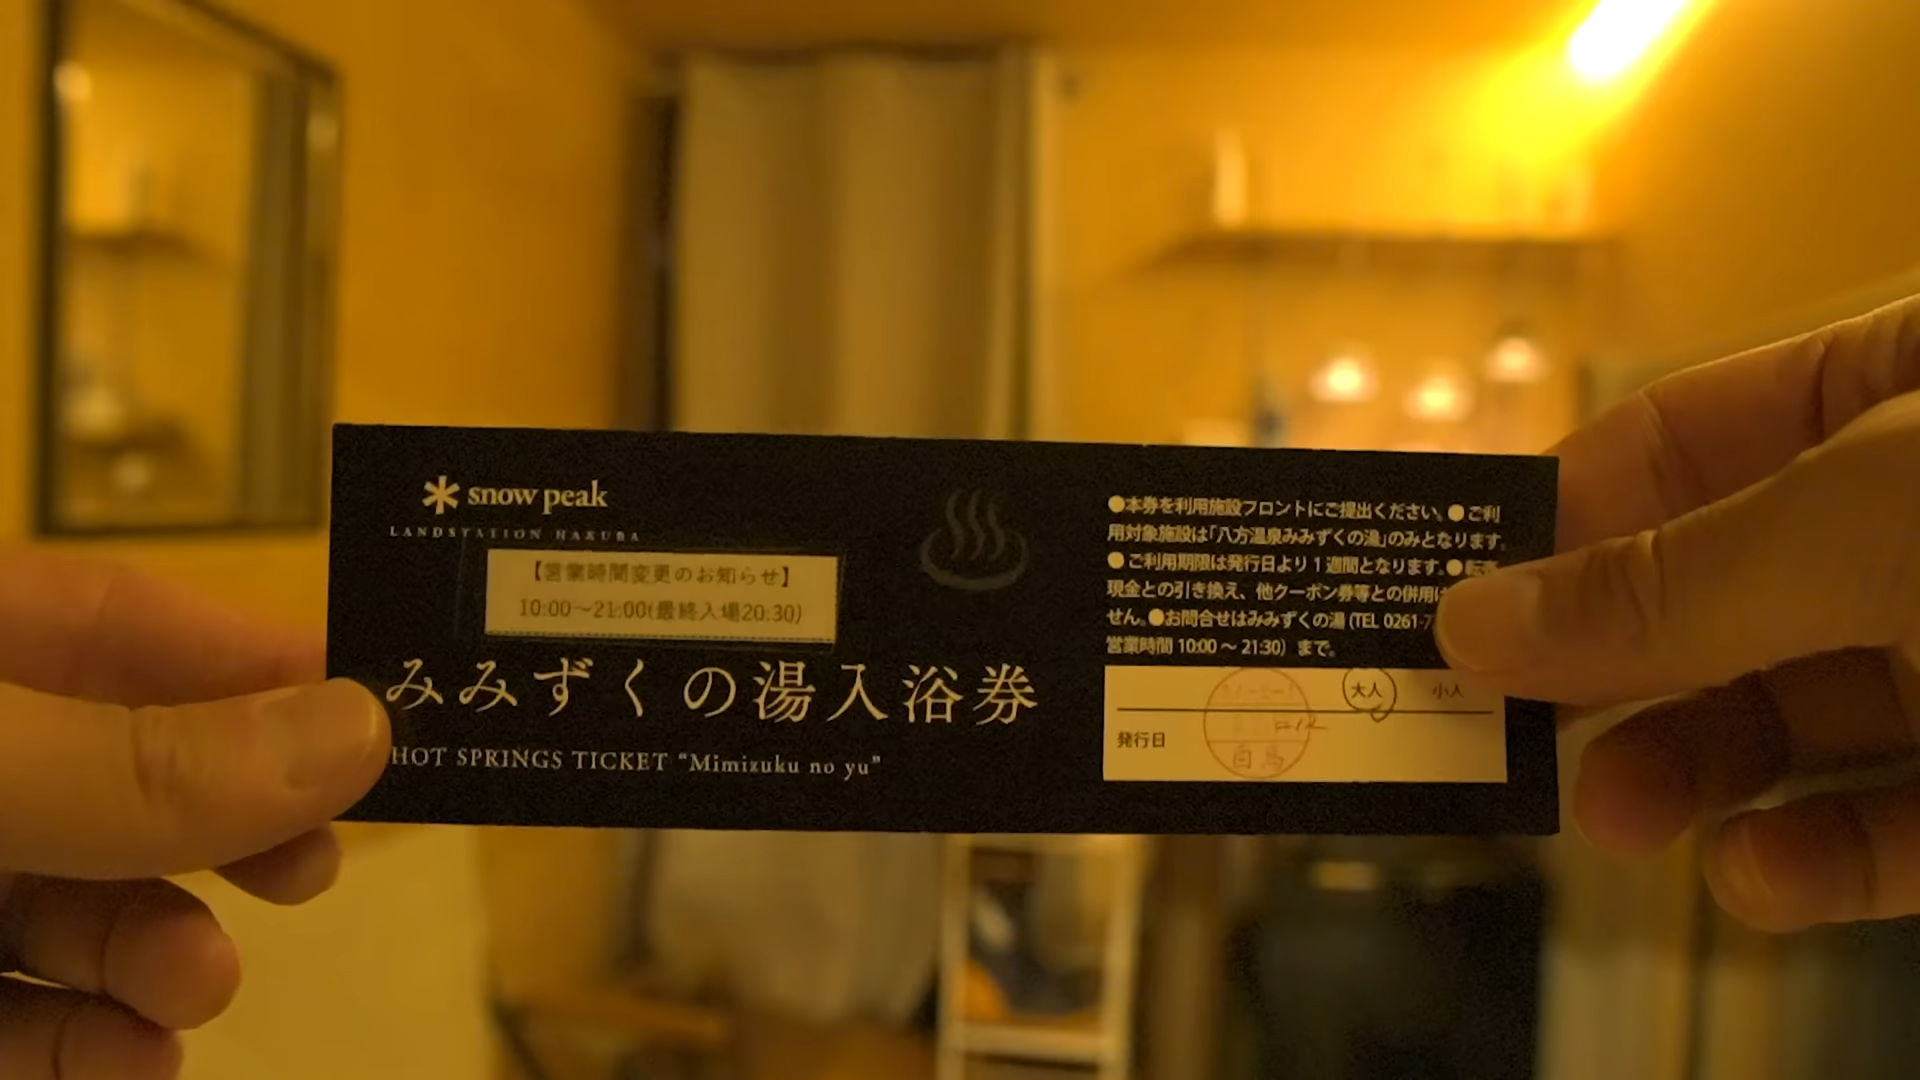 snow peak
LANDSTATION HAKUBA
【営業時間変更のお知らせ】
10:00～21:00(最終入場20:30)
みみずくの湯入浴券
HOT SPRINGS TICKET “Mimizuku no yu”
●本券を利用施設フロントにご提出ください。●ご利
用対象施設は「八方温泉みみずくの湯」のみとなります。
●ご利用期限は発行日より1週間となります。●転売
現金との引き換え、他クーポン券等との併用は
せん。●お問合せはみみずくの湯 (TEL 0261-7
営業時間 10:00 ～ 21:30）まで。
大人 小人
発行日
白馬